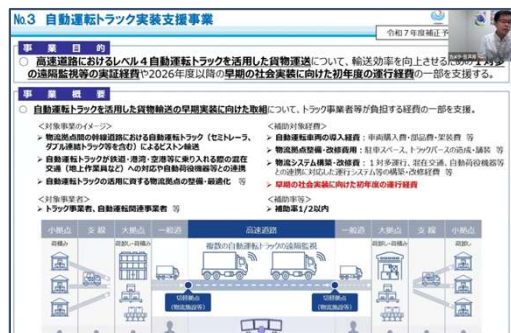 No.3 自動運転トラック実装支援事業
令和7年度補正予
事業目的
○ 高速道路におけるレベル4自動運転トラックを活用した貨物運送について、輸送効率を向上させるための1対多
の遠隔監視等の実証経費や2026年度以降の早期の社会実装に向けた初年度の運行経費の一部を支援する。
事業概要
○ 自動運転トラックを活用した貨物輸送の早期実装に向けた取組について、トラック事業者等が負担する経費の一部を支援。
<対象事業のイメージ>
➢ 物流拠点間の幹線道路における自動運転トラック（セミトレーラ、
ダブル連結トラック等を含む）によるピストン輸送
➢ 自動運転トラックが鉄道・港湾・空港等に乗り入れる際の混在
交通（地上作業員など）への対応や自動荷役機器等との連携
➢ 自動運転トラックの活用に資する物流拠点の整備・最適化 等
<対象事業者>
➢ トラック事業者、自動運転関連事業者 等
<補助対象経費>
➢ 自動運転車両の導入経費：車両購入費・部品費・架装費 等
➢ 物流拠点整備・改修費用：駐車スペース、トラックバースの造成・舗装 等
➢ 物流システム構築・改修費：1対多運行、混在交通、自動荷役機器等
との連携に対応した運行システム等の構築・改修経費 等
➢ 早期の社会実装に向けた初年度の運行経費
<補助率等>
➢ 補助率1/2以内
小拠点 支線 大拠点 一般道 高速道路 一般道 大拠点 支線 小拠点
荷積み
複数の自動運転トラックの遠隔監視
切替拠点
（物流施設等）
切替拠点
（物流施設等）